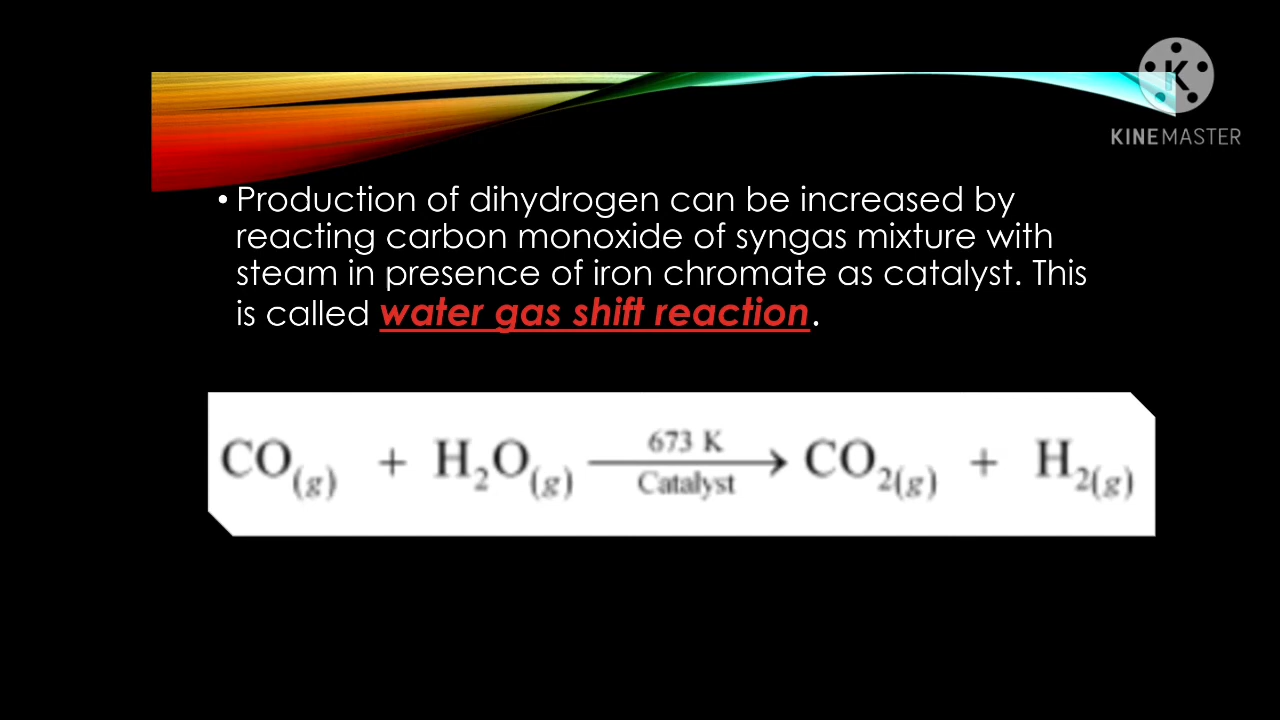 KINEMASTER
• Production of dihydrogen can be increased by
reacting carbon monoxide of syngas mixture with
steam in presence of iron chromate as catalyst. This
is called water gas shift reaction.
673 K
CO(g) + H₂O(g) → CO₂(g) + H₂(g)
Catalyst